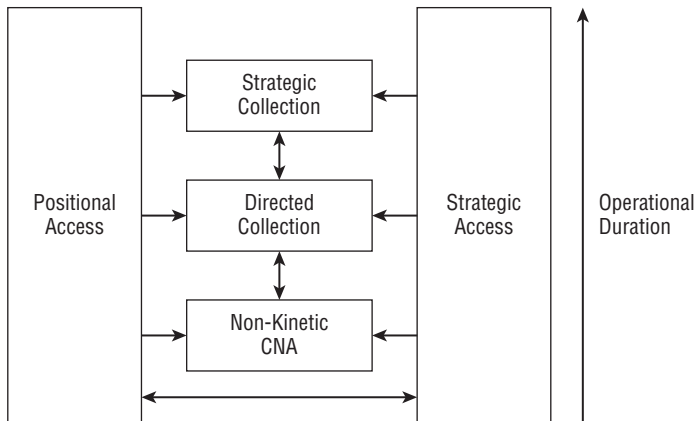 Strategic
Collection
Positional
Access
Directed
Collection
Strategic
Access
Operational
Duration
Non-Kinetic
CNA